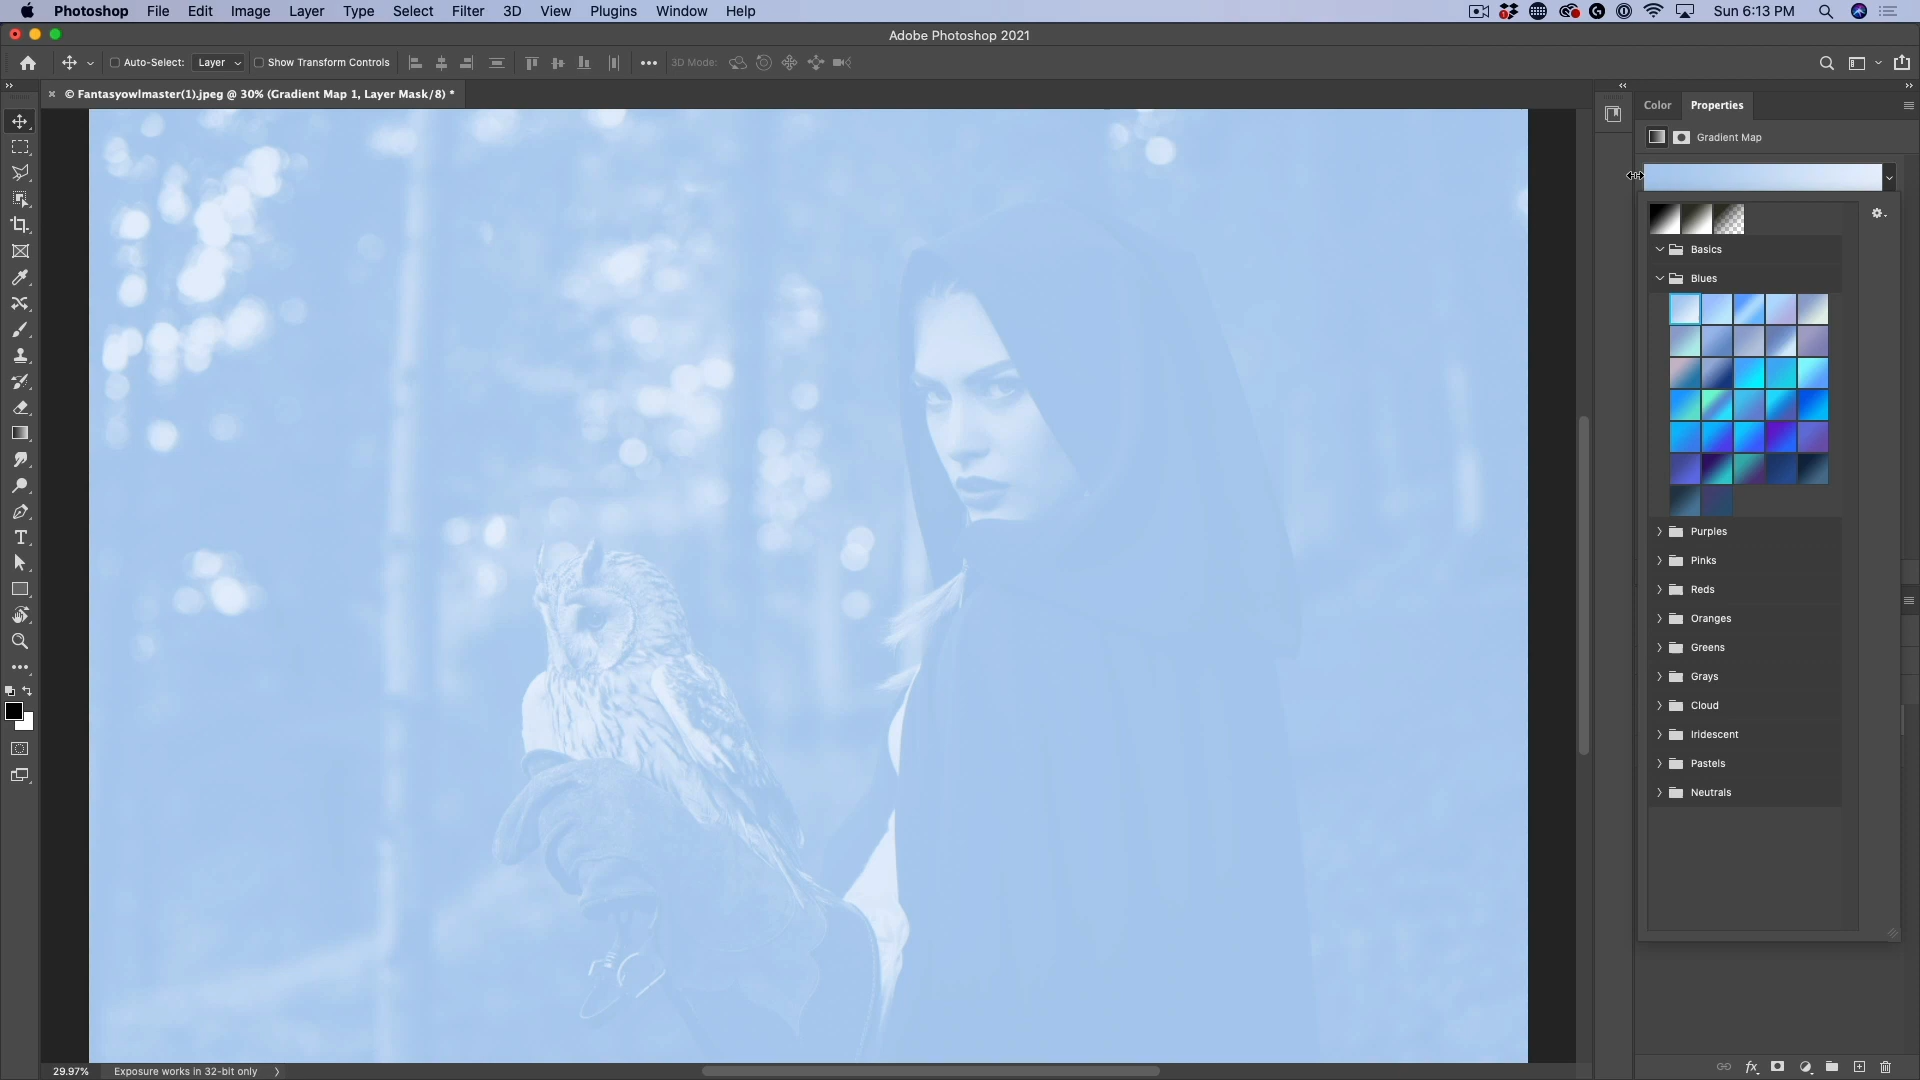 Photoshop File Edit Image Layer Type Select Filter 3D View Plugins Window Help Sun 6:13 PM
Adobe Photoshop 2021
Auto-Select: Layer Show Transform Controls 3D Mode:
© Fantasyowlmaster(1).jpeg @ 30% (Gradient Map 1, Layer Mask/8) *
Color Properties
Gradient Map
Basics
Blues
Purples
Pinks
Reds
Oranges
Greens
Grays
Cloud
Iridescent
Pastels
Neutrals
29.97% Exposure works in 32-bit only